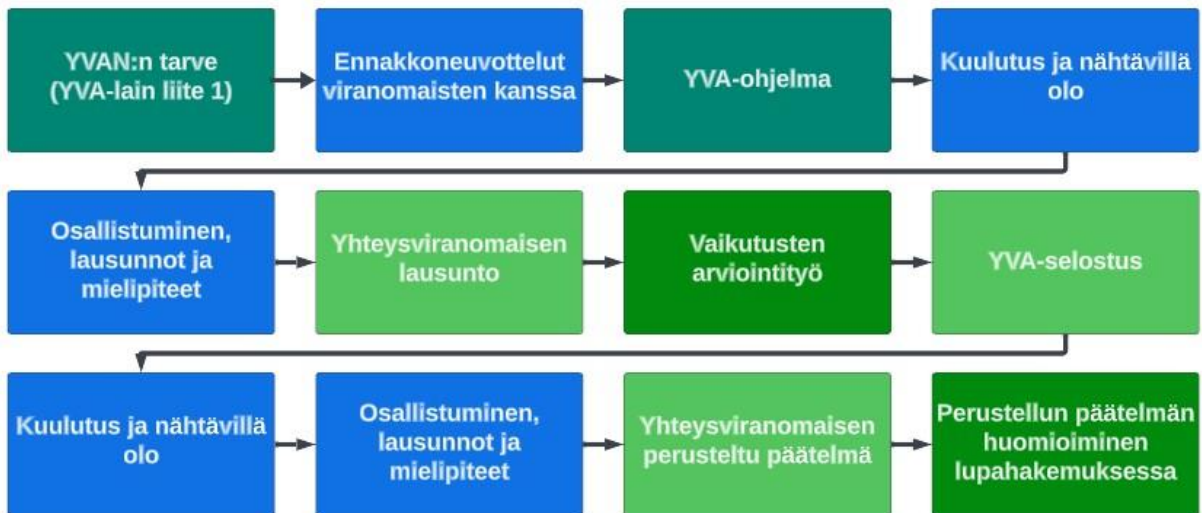 YVAN:n tarve
(YVA-lain liite 1)
Ennakkoneuvottelut
viranomaisten kanssa
YVA-ohjelma
Kuulutus ja nähtävillä
olo
Osallistuminen,
lausunnot ja
mielipiteet
Yhteysviranomaisen
lausunto
Vaikutusten
arviointityö
YVA-selostus
Kuulutus ja nähtävillä
olo
Osallistuminen,
lausunnot ja
mielipiteet
Yhteysviranomaisen
perusteltu päätelmä
Perustellun päätelmän
huomioiminen
lupahakemuksessa